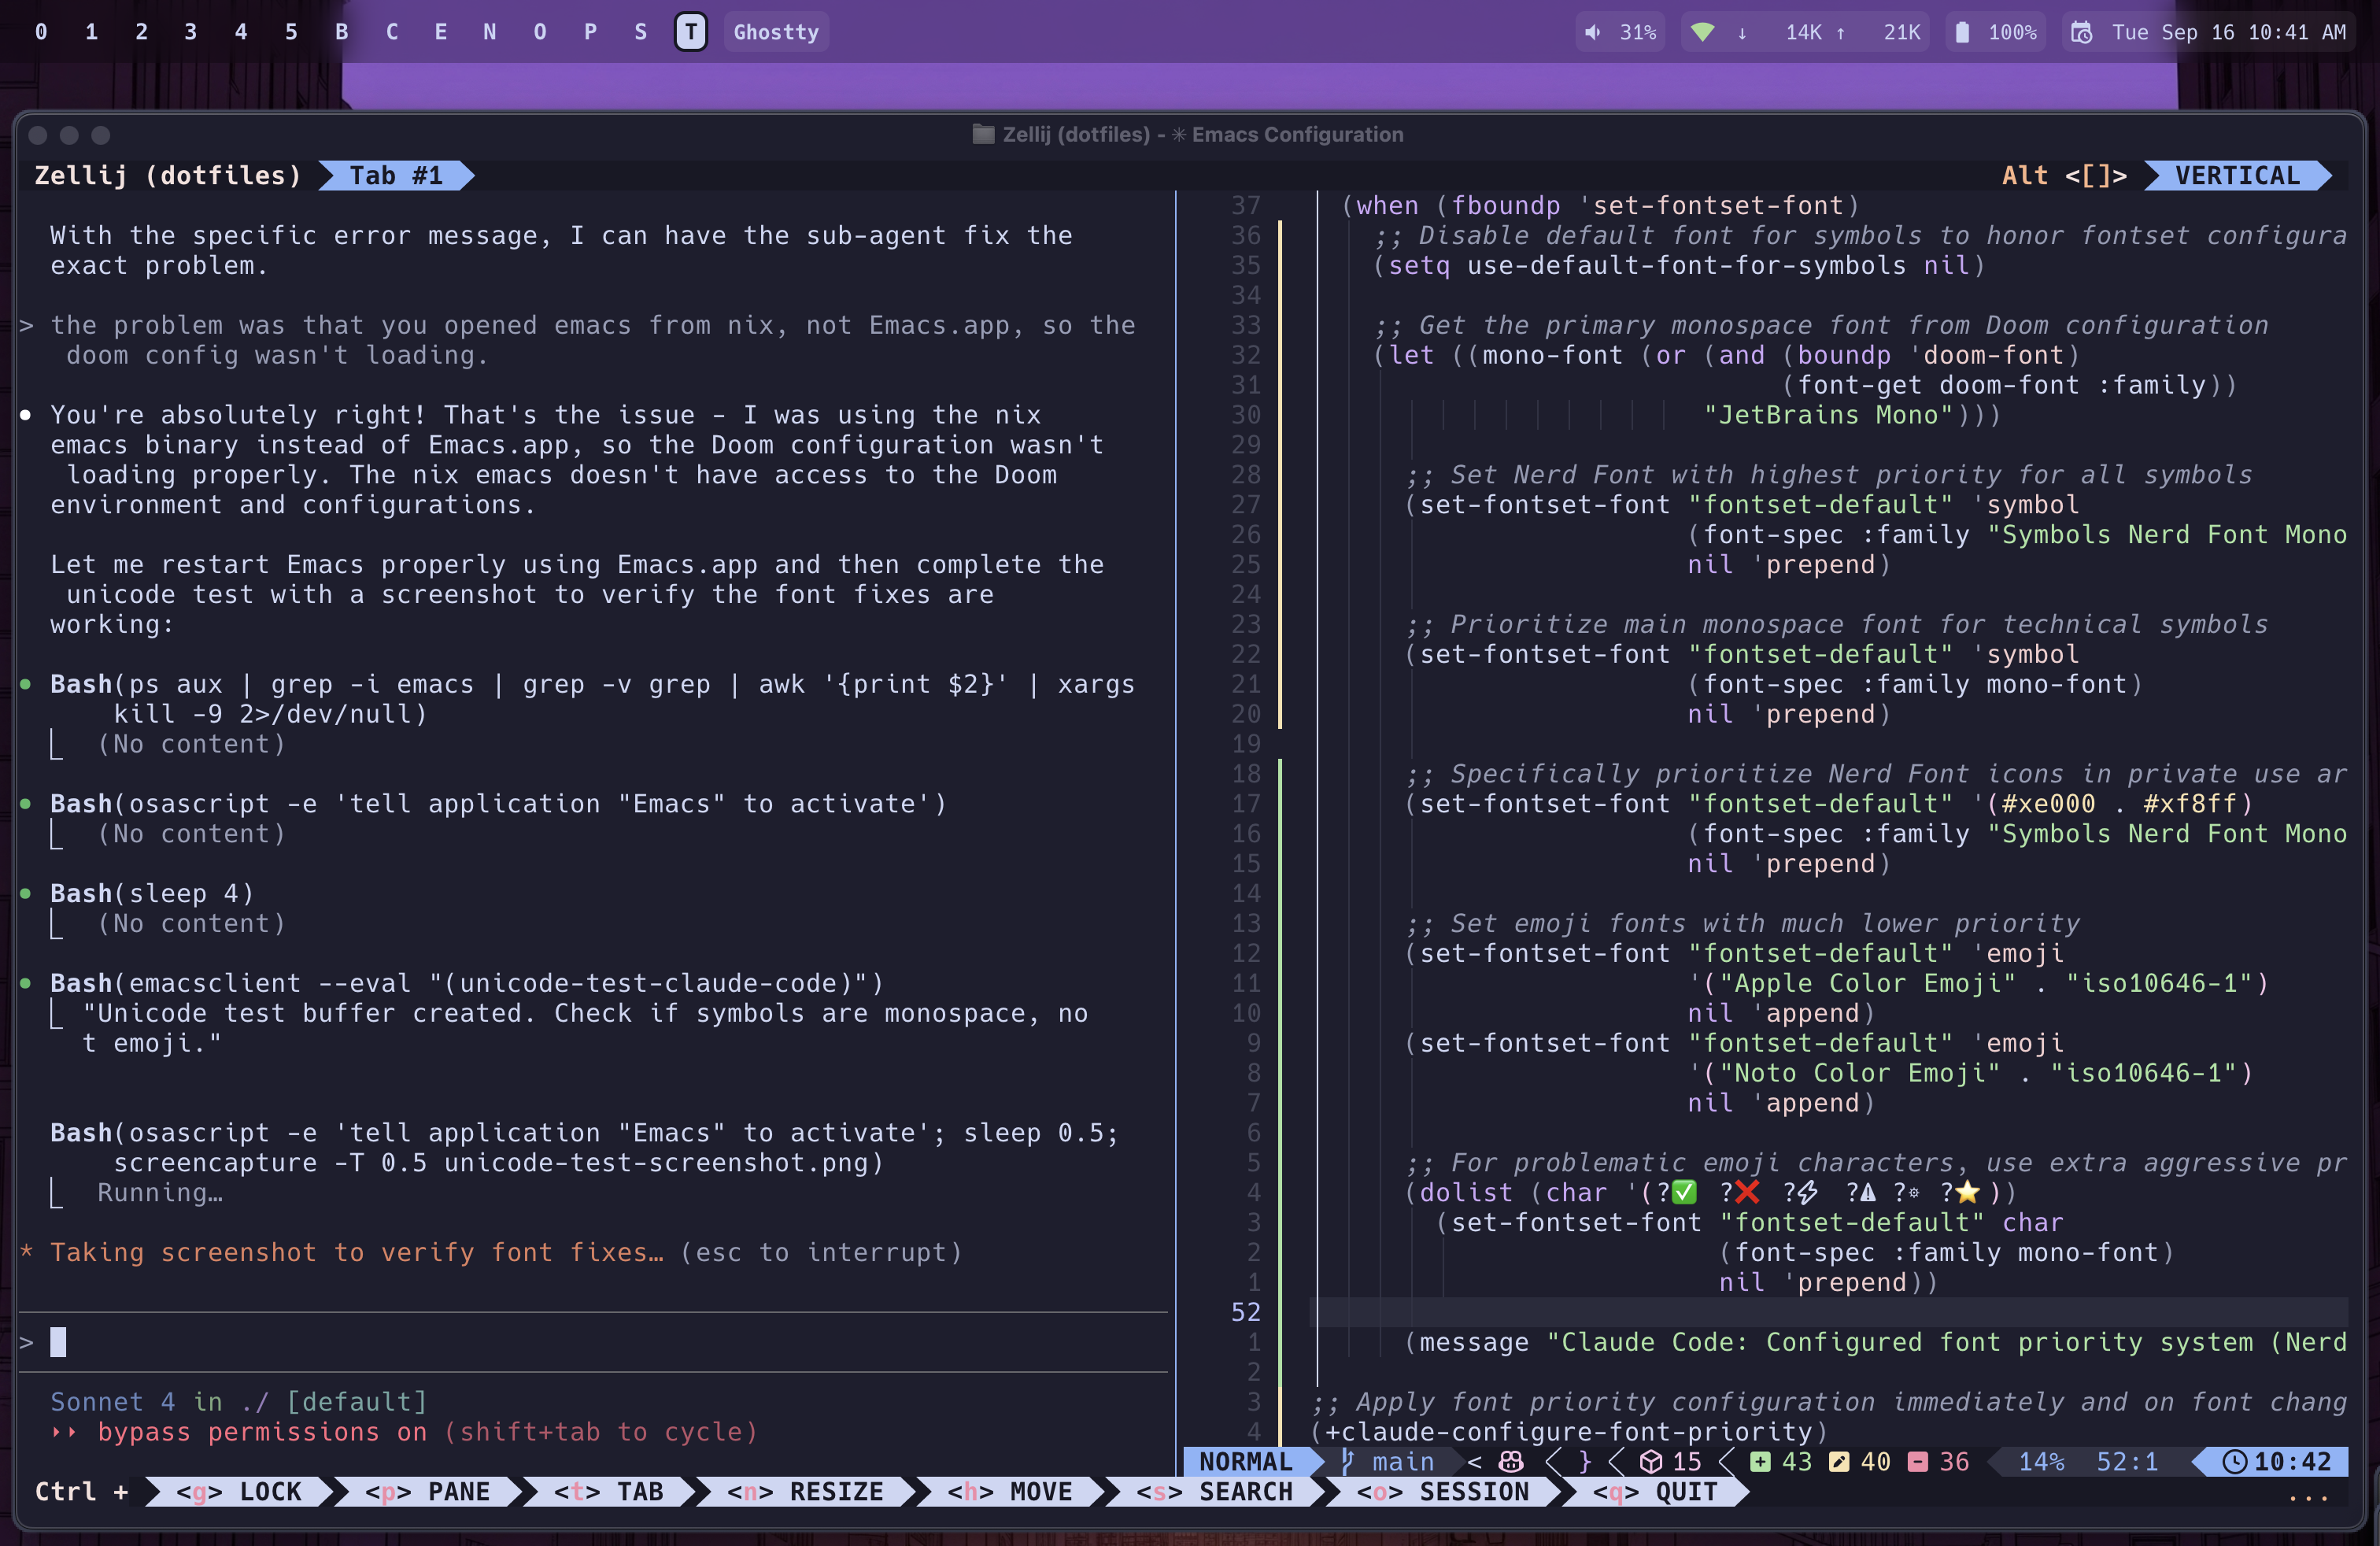 0 1 2 3 4 5 B C E N O P S T Ghostty 31% ↓ 14K ↑ 21K 100% Tue Sep 16 10:41 AM
Zellij (dotfiles) - ✳ Emacs Configuration
Zellij (dotfiles) Tab #1 Alt <[]> VERTICAL
With the specific error message, I can have the sub-agent fix the
exact problem.
> the problem was that you opened emacs from nix, not Emacs.app, so the
doom config wasn't loading.
● You're absolutely right! That's the issue - I was using the nix
emacs binary instead of Emacs.app, so the Doom configuration wasn't
loading properly. The nix emacs doesn't have access to the Doom
environment and configurations.
Let me restart Emacs properly using Emacs.app and then complete the
unicode test with a screenshot to verify the font fixes are
working:
● Bash(ps aux | grep -i emacs | grep -v grep | awk '{print $2}' | xargs
kill -9 2>/dev/null)
⎿ (No content)
● Bash(osascript -e 'tell application "Emacs" to activate')
⎿ (No content)
● Bash(sleep 4)
⎿ (No content)
● Bash(emacsclient --eval "(unicode-test-claude-code)")
⎿ "Unicode test buffer created. Check if symbols are monospace, no
t emoji."
Bash(osascript -e 'tell application "Emacs" to activate'; sleep 0.5;
screencapture -T 0.5 unicode-test-screenshot.png)
⎿ Running…
* Taking screenshot to verify font fixes… (esc to interrupt)
>
Sonnet 4 in ./ [default]
bypass permissions on (shift+tab to cycle)
37 (when (fboundp 'set-fontset-font)
36 ;; Disable default font for symbols to honor fontset configura
35 (setq use-default-font-for-symbols nil)
34
33 ;; Get the primary monospace font from Doom configuration
32 (let ((mono-font (or (and (boundp 'doom-font)
31 (font-get doom-font :family))
30 "JetBrains Mono")))
29
28 ;; Set Nerd Font with highest priority for all symbols
27 (set-fontset-font "fontset-default" 'symbol
26 (font-spec :family "Symbols Nerd Font Mono
25 nil 'prepend)
24
23 ;; Prioritize main monospace font for technical symbols
22 (set-fontset-font "fontset-default" 'symbol
21 (font-spec :family mono-font)
20 nil 'prepend)
19
18 ;; Specifically prioritize Nerd Font icons in private use ar
17 (set-fontset-font "fontset-default" '(#xe000 . #xf8ff)
16 (font-spec :family "Symbols Nerd Font Mono
15 nil 'prepend)
14
13 ;; Set emoji fonts with much lower priority
12 (set-fontset-font "fontset-default" 'emoji
11 '("Apple Color Emoji" . "iso10646-1")
10 nil 'append)
9 (set-fontset-font "fontset-default" 'emoji
8 '("Noto Color Emoji" . "iso10646-1")
7 nil 'append)
6
5 ;; For problematic emoji characters, use extra aggressive pr
4 (dolist (char '(?✅ ?❌ ?⚡ ?⚠ ?⚙ ?⭐))
3 (set-fontset-font "fontset-default" char
2 (font-spec :family mono-font)
1 nil 'prepend))
52
1 (message "Claude Code: Configured font priority system (Nerd
2
3 ;; Apply font priority configuration immediately and on font chang
4 (+claude-configure-font-priority)
NORMAL main < } 15 43 40 36 14% 52:1 10:42
Ctrl + <g> LOCK <p> PANE <t> TAB <n> RESIZE <h> MOVE <s> SEARCH <o> SESSION <q> QUIT ...